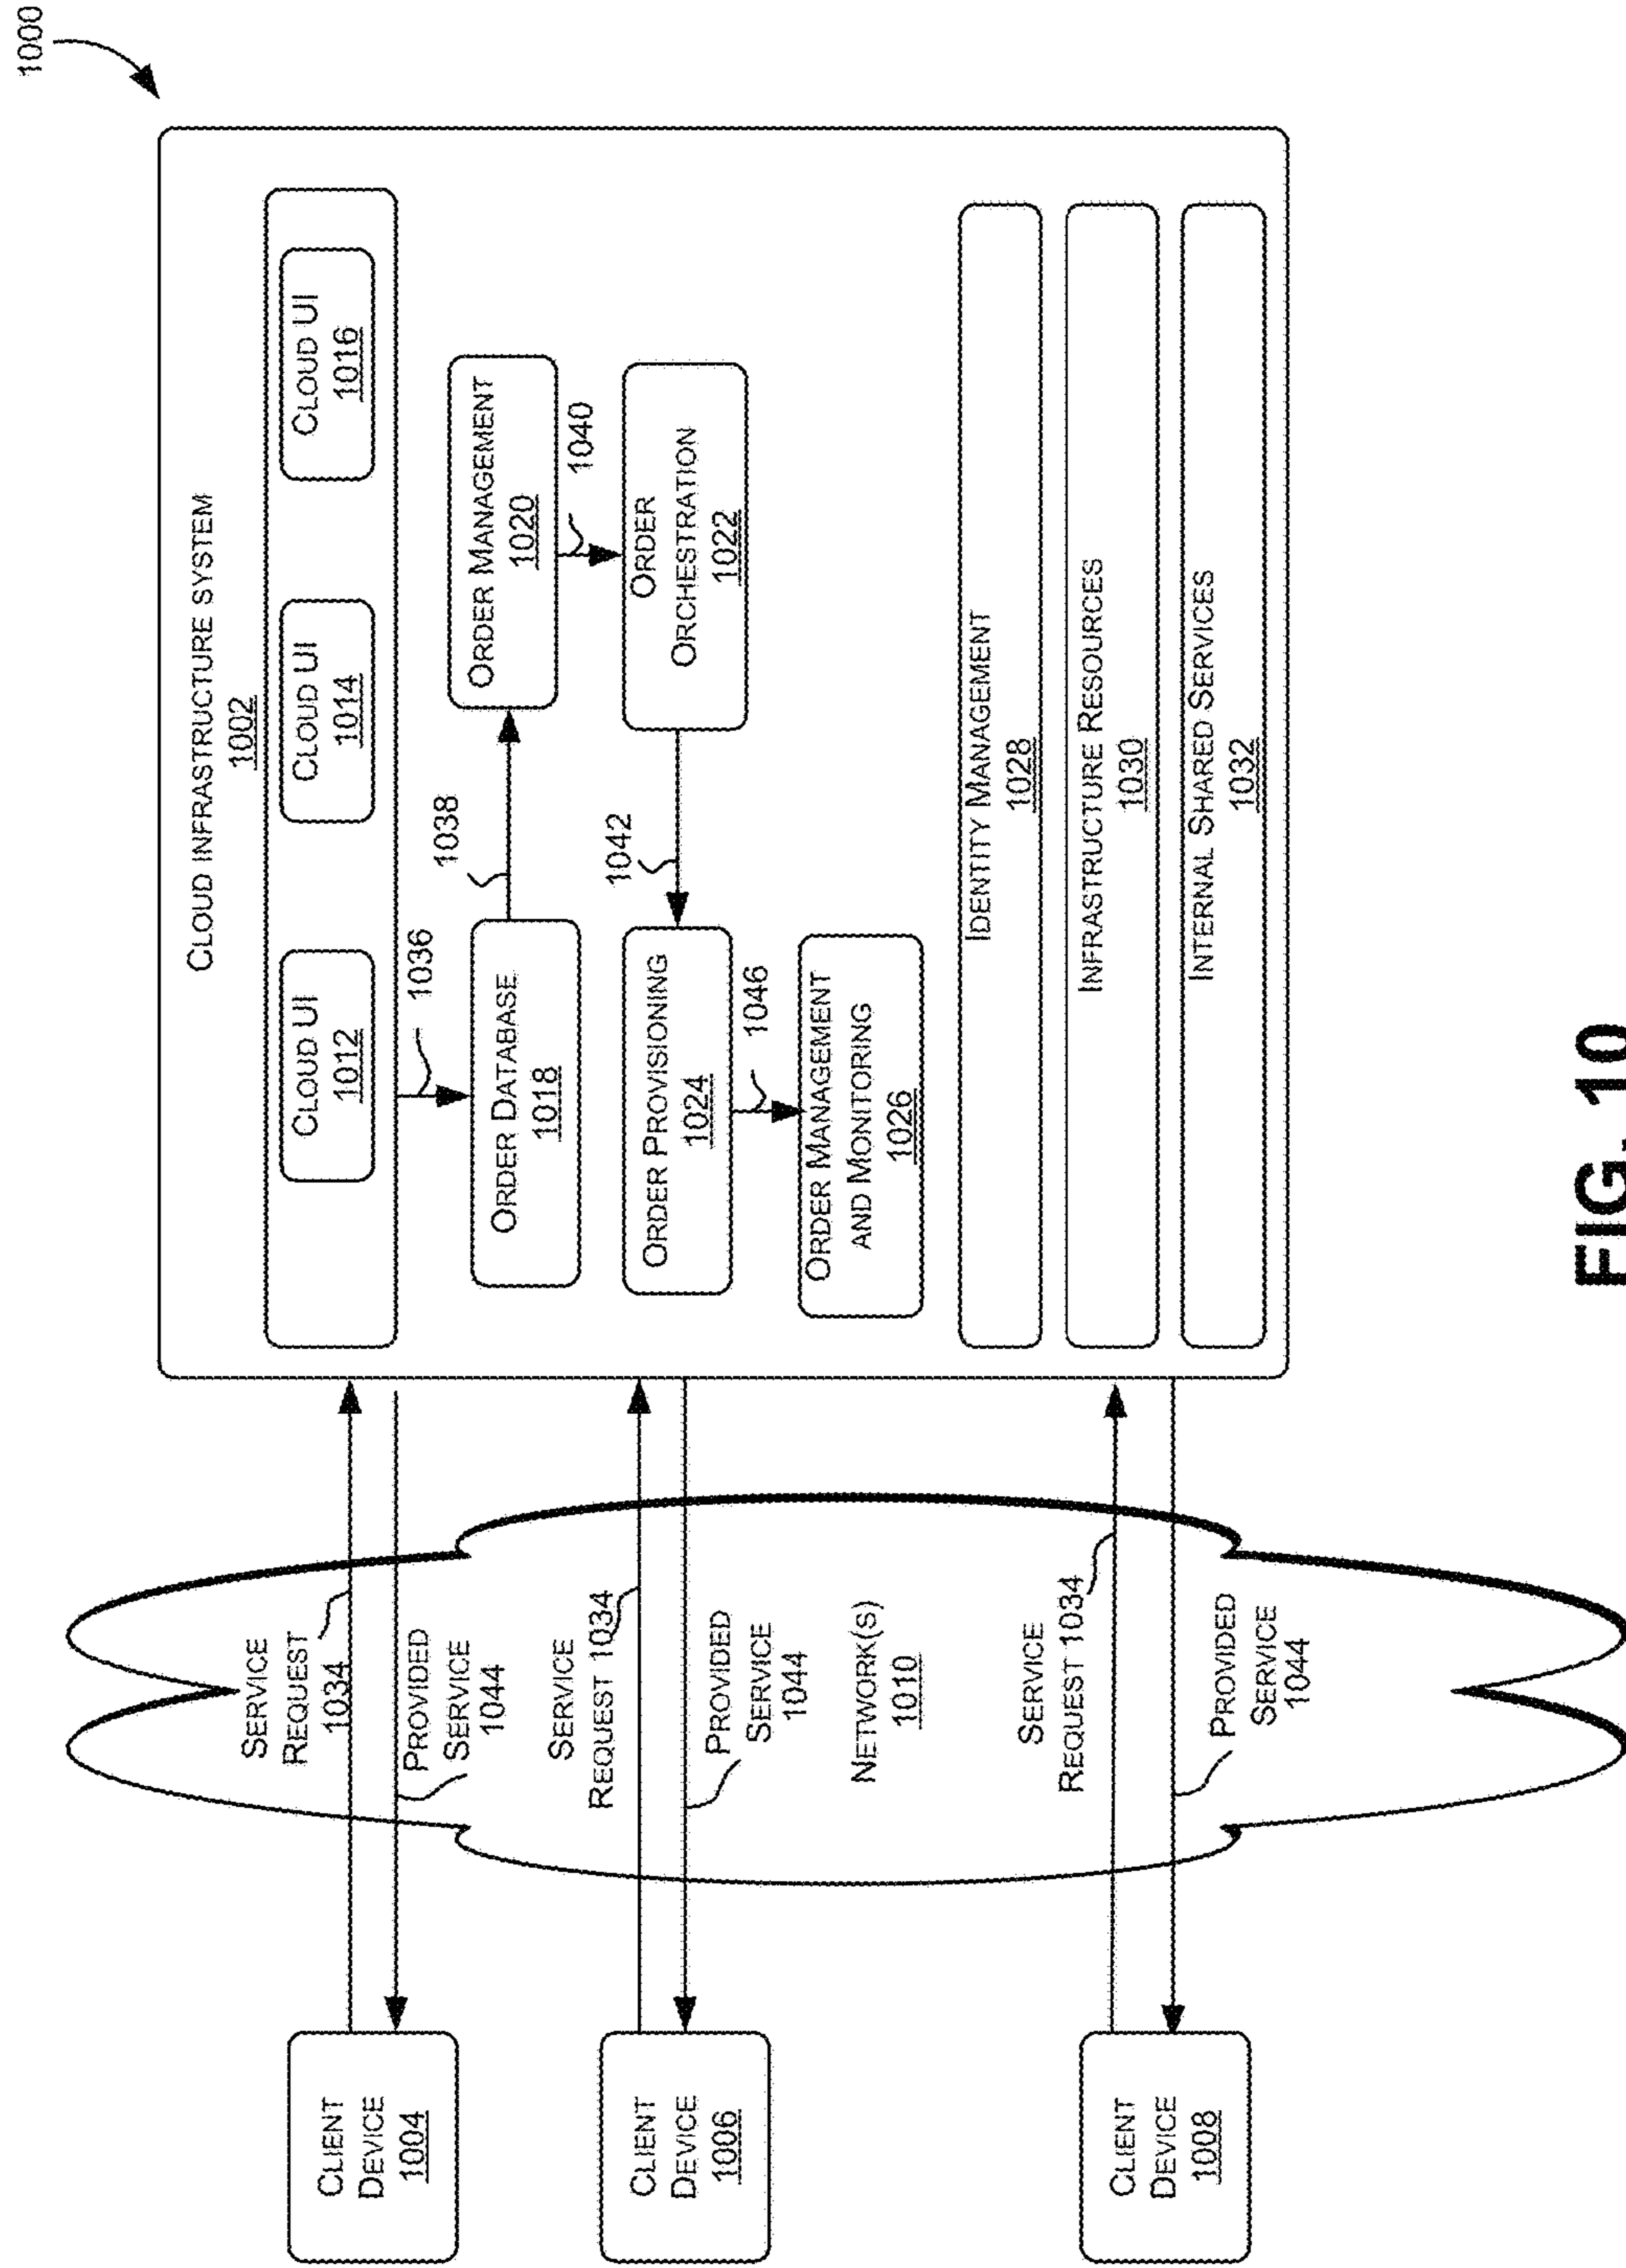 1000
CLOUD INFRASTRUCTURE SYSTEM
1002
CLOUD UI
1012
CLOUD UI
1014
CLOUD UI
1016
1036
ORDER DATABASE
1018
1038
ORDER MANAGEMENT
1020
1040
ORDER
ORCHESTRATION
1022
1042
ORDER PROVISIONING
1024
1046
ORDER MANAGEMENT
AND MONITORING
1026
IDENTITY MANAGEMENT
1028
INFRASTRUCTURE RESOURCES
1030
INTERNAL SHARED SERVICES
1032
SERVICE
REQUEST
1034
PROVIDED
SERVICE
1044
SERVICE
REQUEST 1034
PROVIDED
SERVICE
1044
NETWORK(S)
1010
SERVICE
REQUEST 1034
PROVIDED
SERVICE
1044
CLIENT
DEVICE
1004
CLIENT
DEVICE
1006
CLIENT
DEVICE
1008
FIG. 10